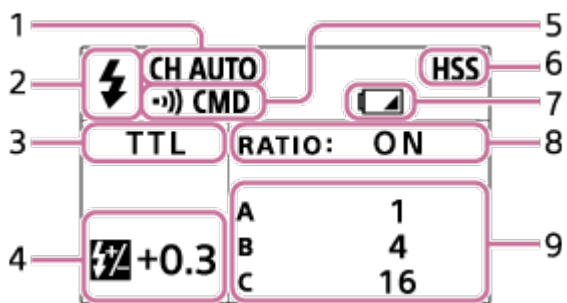 1
5
2
CH AUTO
HSS
6
CMD
7
3
TTL
RATIO: ON
8
4
+0.3
A 1
B 4
C 16
9